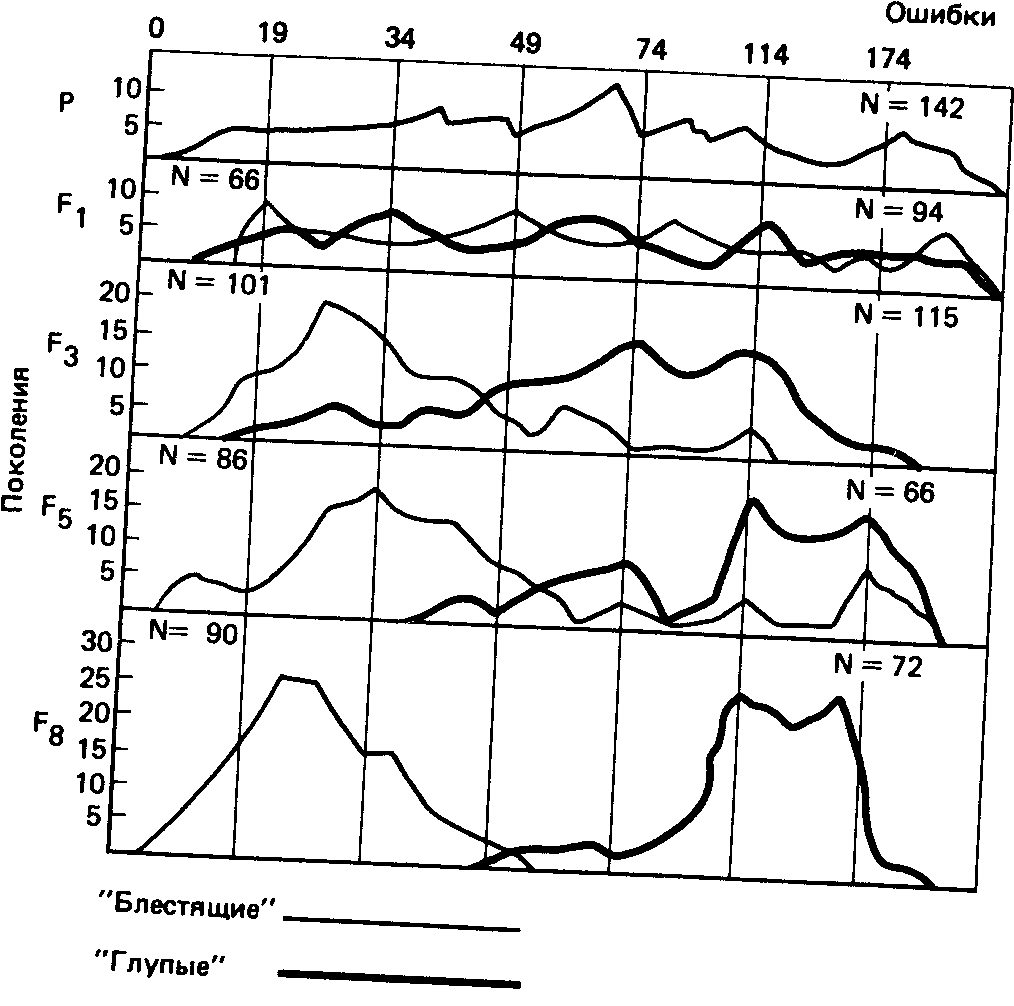 Ошибки
0 19 34 49 74 114 174
P
10
5
N = 142
F1
10
5
N = 66
N = 94
F3
20
15
10
5
N = 101
N = 115
Поколения
F5
20
15
10
5
N = 86
N = 66
F8
30
25
20
15
10
5
N= 90
N = 72
"Блестящие"
"Глупые"